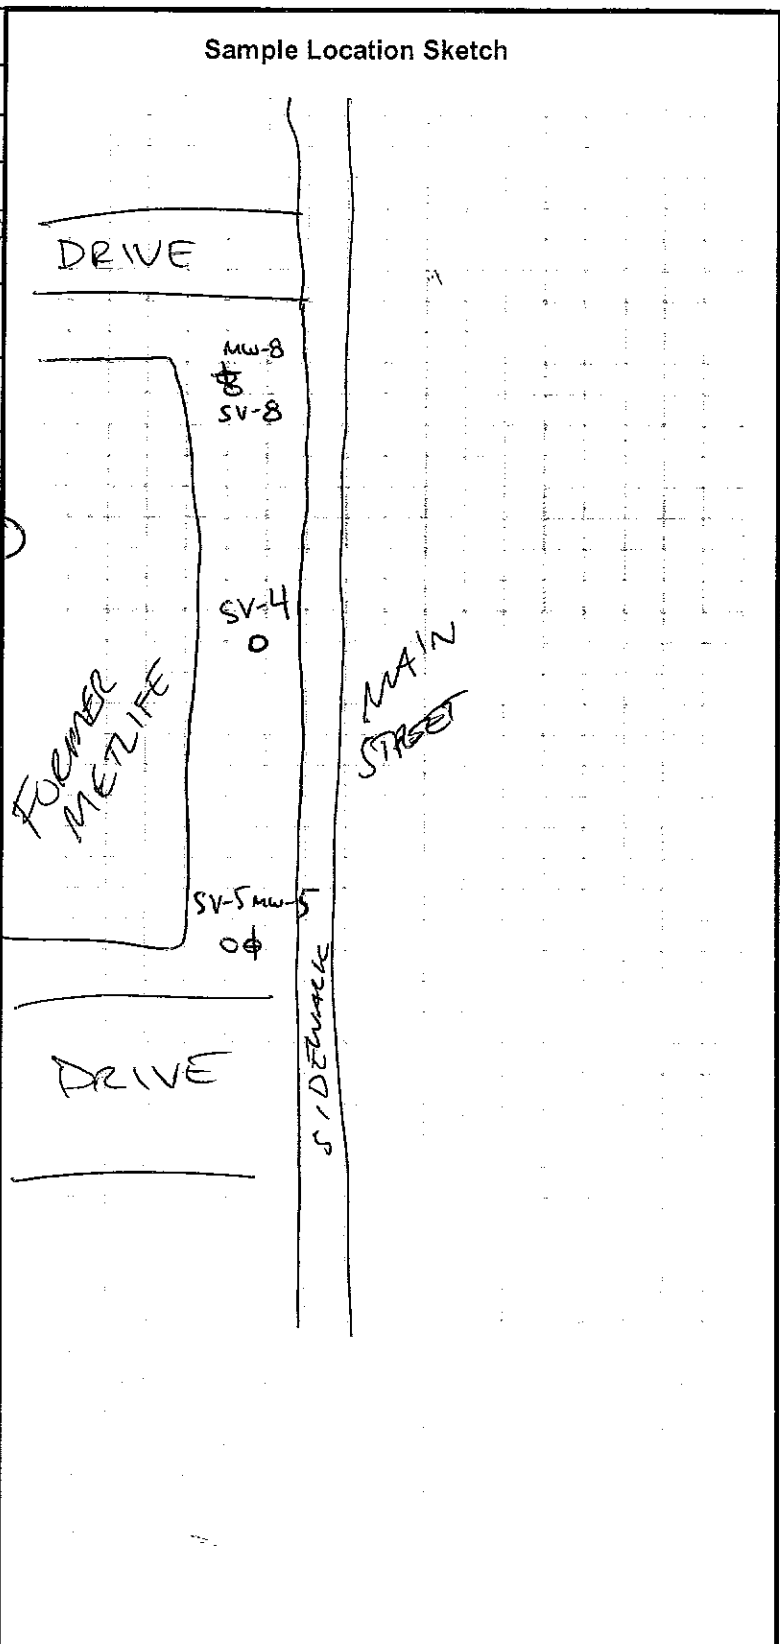 Sample Location Sketch
DRIVE
MW-8
SV-8
SV-4
MAIN
STREET
FORMER
METLIFE
SV-5 MW-5
SIDEWALK
DRIVE